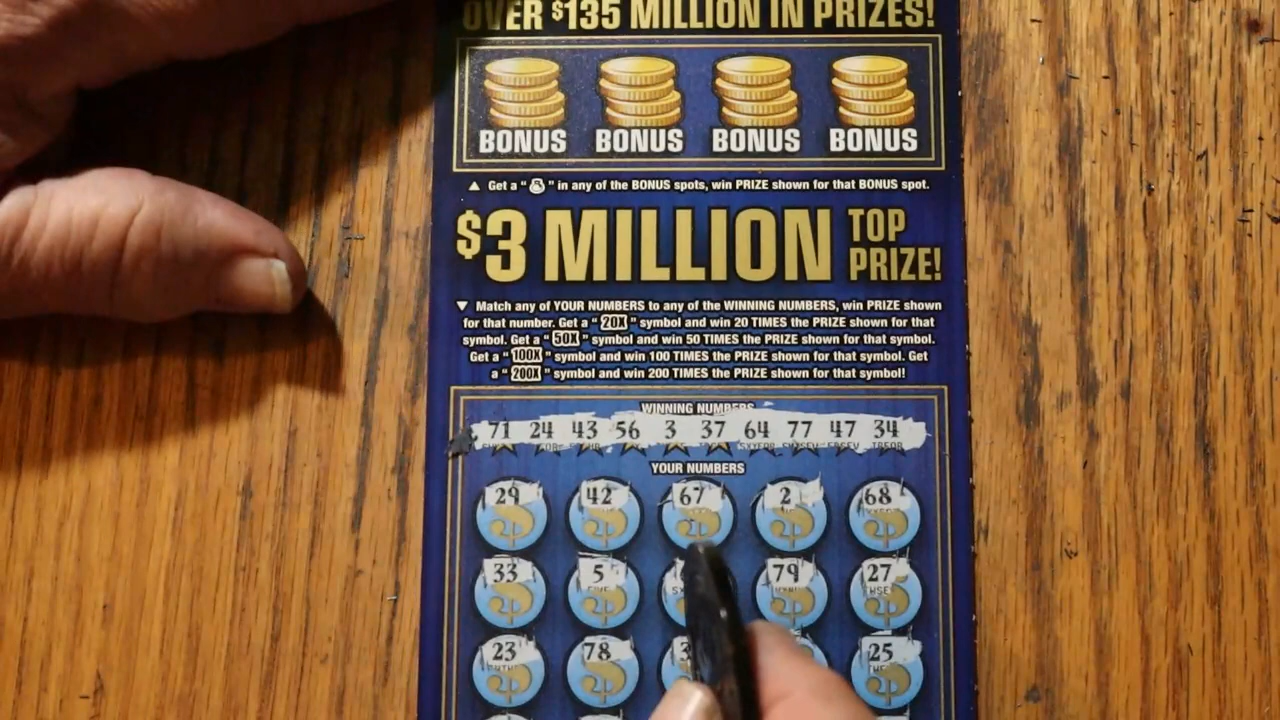 OVER $135 MILLION IN PRIZES!
BONUS BONUS BONUS BONUS
▲ Get a " " in any of the BONUS spots, win PRIZE shown for that BONUS spot.
$3 MILLION TOP PRIZE!
▼ Match any of YOUR NUMBERS to any of the WINNING NUMBERS, win PRIZE shown
for that number. Get a "20X" symbol and win 20 TIMES the PRIZE shown for that
symbol. Get a "50X" symbol and win 50 TIMES the PRIZE shown for that symbol.
Get a "100X" symbol and win 100 TIMES the PRIZE shown for that symbol. Get
a "200X" symbol and win 200 TIMES the PRIZE shown for that symbol!
WINNING NUMBERS
71 24 43 56 3 37 64 77 47 34
YOUR NUMBERS
29 42 67 2 68
33 5 79 27
23 78 25